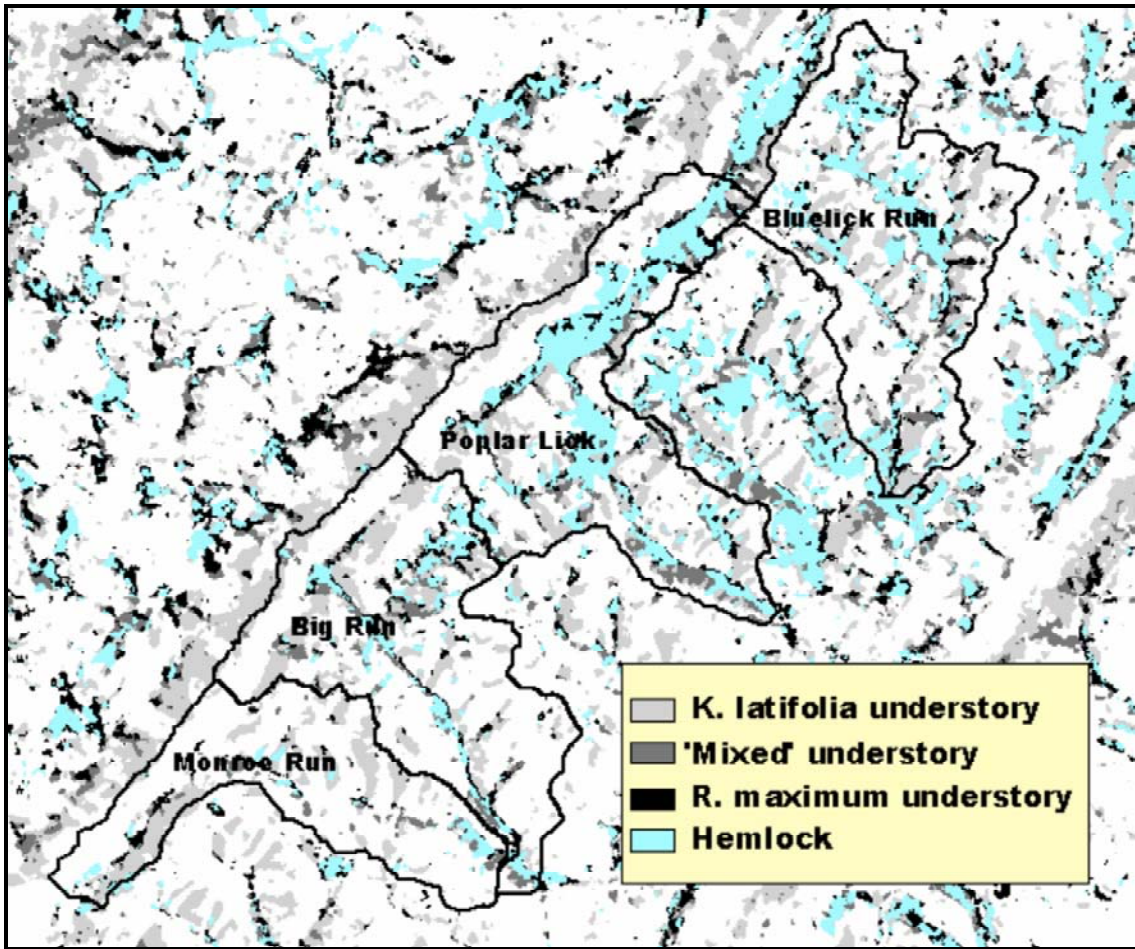 Bluelick Run
Poplar Lick
Big Run
Monroe Run
K. latifolia understory
'Mixed' understory
R. maximum understory
Hemlock